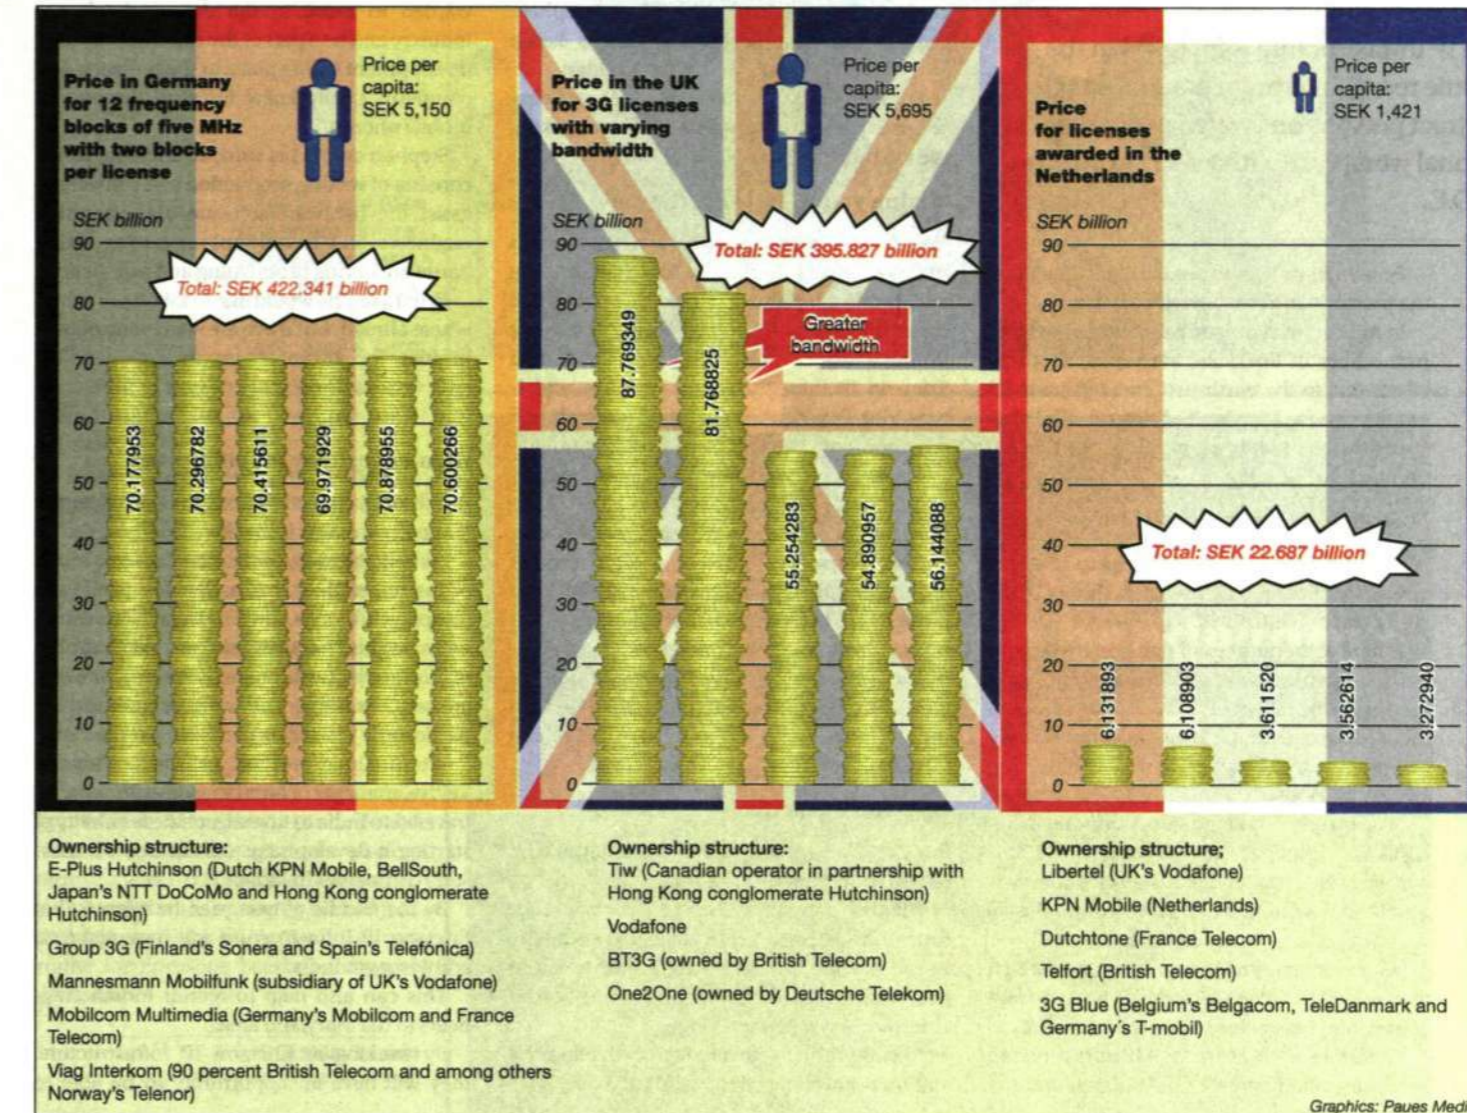 Price in Germany
for 12 frequency
blocks of five MHz
with two blocks
per license
Price per
capita:
SEK 5,150
SEK billion
90
80
70
60
50
40
30
20
10
0
Total: SEK 422.341 billion
70.177953
70.296782
70.415611
69.971929
70.878955
70.600266
Price in the UK
for 3G licenses
with varying
bandwidth
Price per
capita:
SEK 5,695
SEK billion
90
80
70
60
50
40
30
20
10
0
Total: SEK 395.827 billion
Greater
bandwidth
87.769349
81.768825
55.254283
54.890957
56.144088
Price
for licenses
awarded in the
Netherlands
Price per
capita:
SEK 1,421
SEK billion
90
80
70
60
50
40
30
20
10
0
Total: SEK 22.687 billion
6.131893
6.108903
3.611520
3.562614
3.272940
Ownership structure:
E-Plus Hutchinson (Dutch KPN Mobile, BellSouth,
Japan's NTT DoCoMo and Hong Kong conglomerate
Hutchinson)
Group 3G (Finland's Sonera and Spain's Telefónica)
Mannesmann Mobilfunk (subsidiary of UK's Vodafone)
Mobilcom Multimedia (Germany's Mobilcom and France
Telecom)
Viag Interkom (90 percent British Telecom and among others
Norway's Telenor)
Ownership structure:
Tiw (Canadian operator in partnership with
Hong Kong conglomerate Hutchinson)
Vodafone
BT3G (owned by British Telecom)
One2One (owned by Deutsche Telekom)
Ownership structure;
Libertel (UK's Vodafone)
KPN Mobile (Netherlands)
Dutchtone (France Telecom)
Telfort (British Telecom)
3G Blue (Belgium's Belgacom, TeleDanmark and
Germany´s T-mobil)
Graphics: Paues Medi